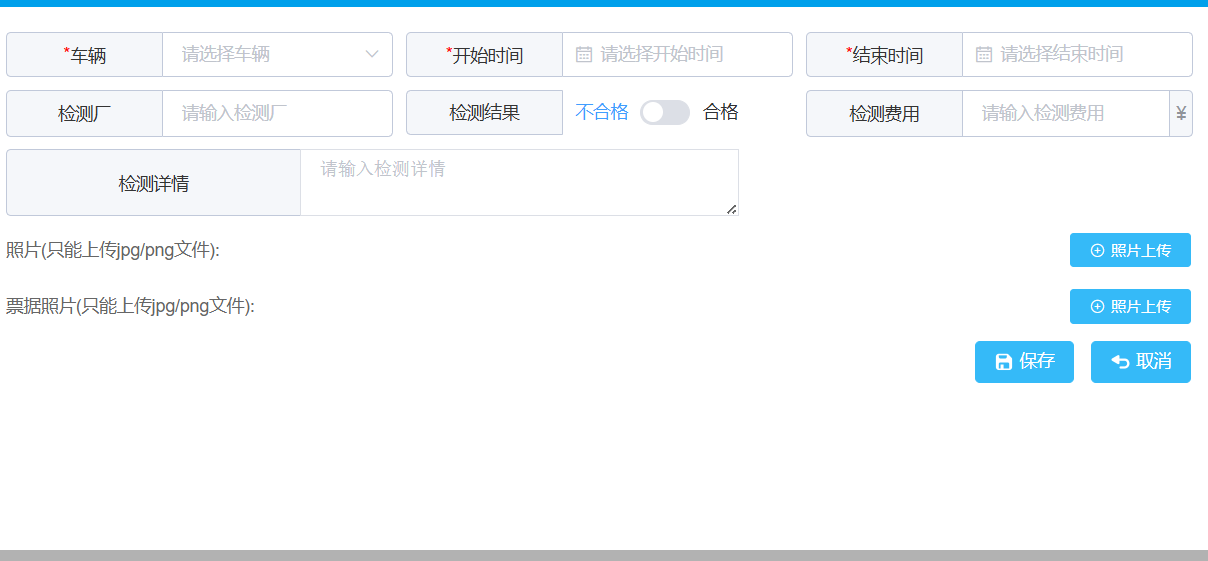 *车辆 请选择车辆 *开始时间 请选择开始时间 *结束时间 请选择结束时间
检测厂 请输入检测厂 检测结果 不合格 合格 检测费用 请输入检测费用 ¥
检测详情 请输入检测详情
照片(只能上传jpg/png文件): 照片上传
票据照片(只能上传jpg/png文件): 照片上传
保存 取消